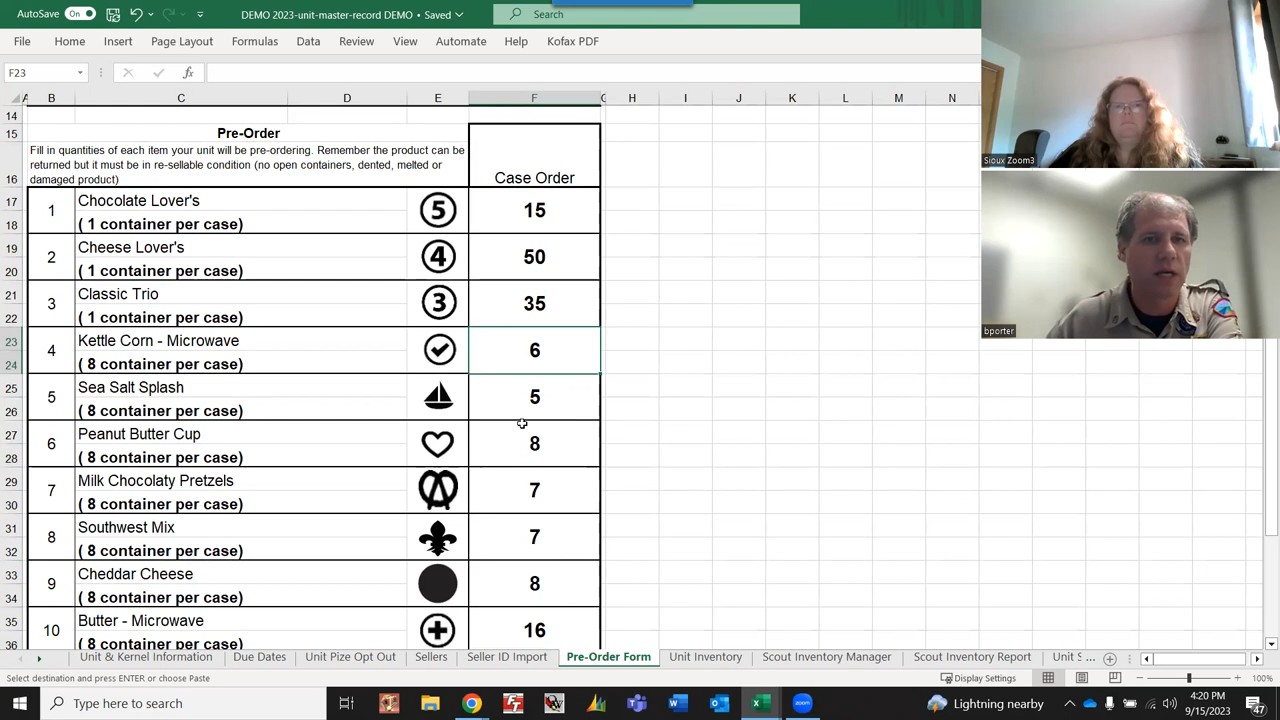 AutoSave On DEMO 2023-unit-master-record DEMO • Saved Search
File Home Insert Page Layout Formulas Data Review View Automate Help Kofax PDF
F23 fx
A B C D E F G H I J K L M N
14
15 Pre-Order
Fill in quantities of each item your unit will be pre-ordering. Remember the product can be
returned but it must be in re-sellable condition (no open containers, dented, melted or
16 damaged product) Case Order
17 Chocolate Lover's
1 5 15
18 ( 1 container per case)
19 Cheese Lover's
2 4 50
20 ( 1 container per case)
21 Classic Trio
3 3 35
22 ( 1 container per case)
23 Kettle Corn - Microwave
4 6
24 ( 8 container per case)
25 Sea Salt Splash
5 5
26 ( 8 container per case)
27 Peanut Butter Cup
6 8
28 ( 8 container per case)
29 Milk Chocolaty Pretzels
7 7
30 ( 8 container per case)
31 Southwest Mix
8 7
32 ( 8 container per case)
33 Cheddar Cheese
9 8
34 ( 8 container per case)
35 Butter - Microwave
10 16
36 ( 8 container per case)
Sioux Zoom3
bporter
Unit & Kernel Information Due Dates Unit Pize Opt Out Sellers Seller ID Import Pre-Order Form Unit Inventory Scout Inventory Manager Scout Inventory Report Unit S ...
Select destination and press ENTER or choose Paste Display Settings 100%
Type here to search Lightning nearby 4:20 PM
9/15/2023 47